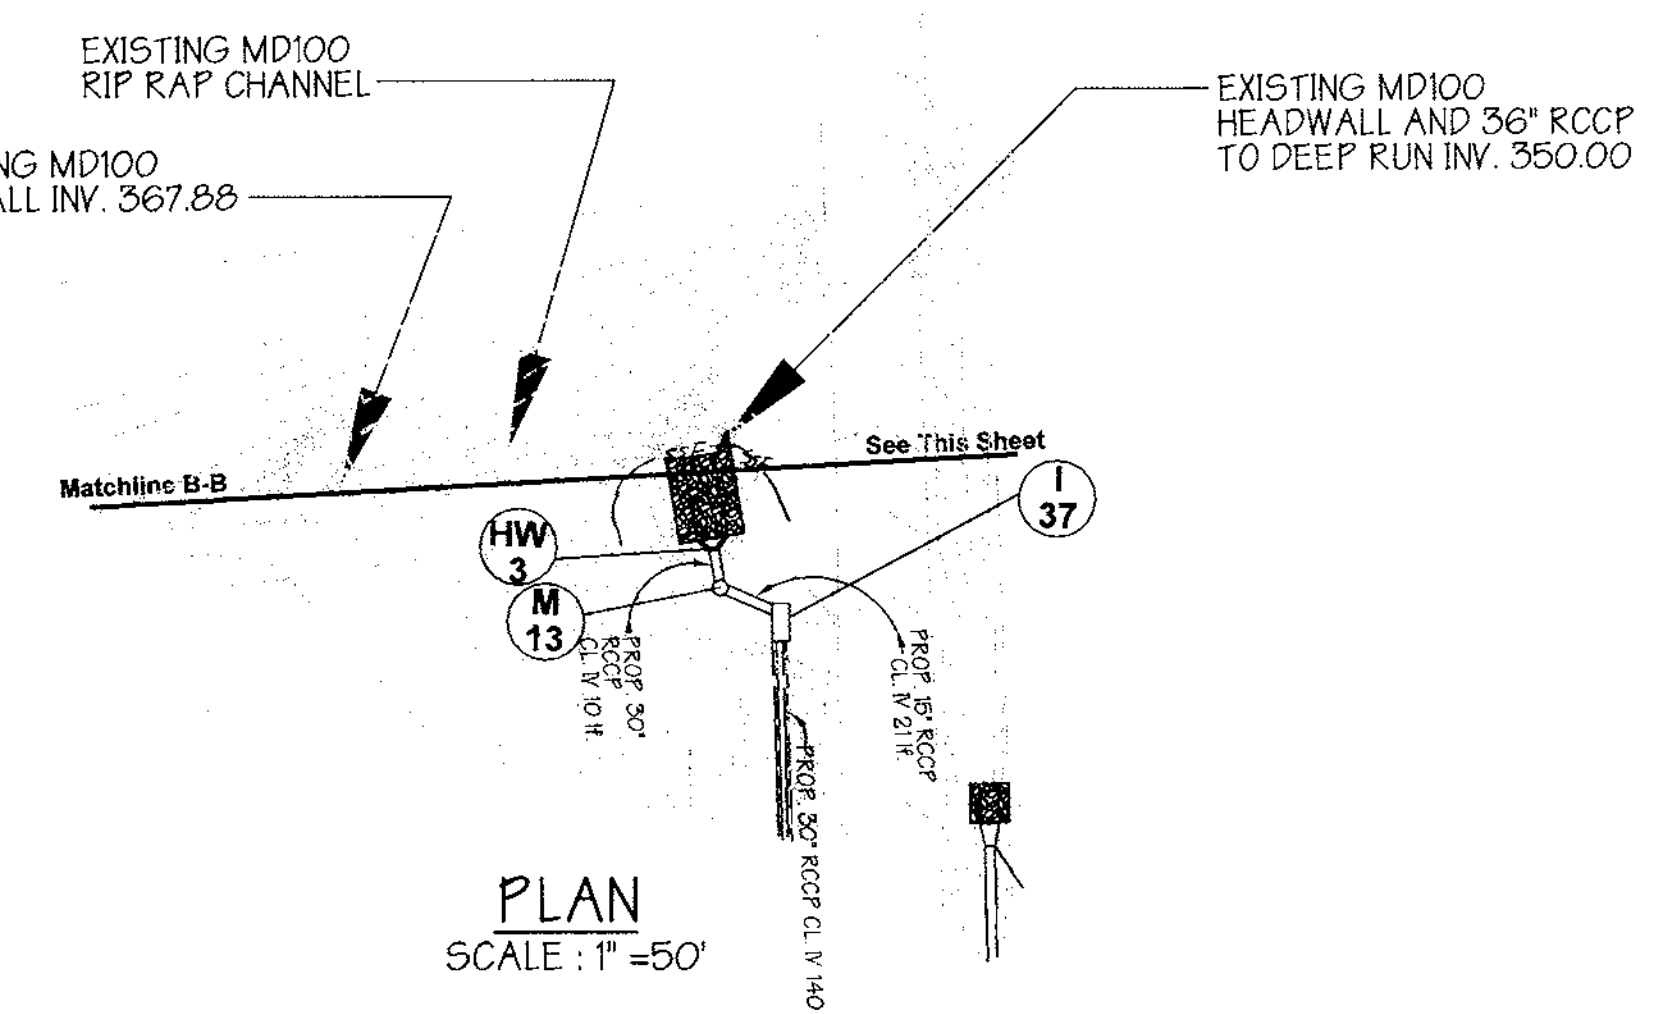 EXISTING MD100
RIP RAP CHANNEL
NG MD100
ALL INV. 367.88
EXISTING MD100
HEADWALL AND 36" RCCP
TO DEEP RUN INV. 350.00
See This Sheet
Matchline B-B
I
37
HW
3
M
13
PROP. 30"
RCCP
CL. IV 10 lf.
PROP. 15" RCCP
CL. IV 21 lf.
PROP. 30" RCCP CL. IV 140
PLAN
SCALE : 1" =50'